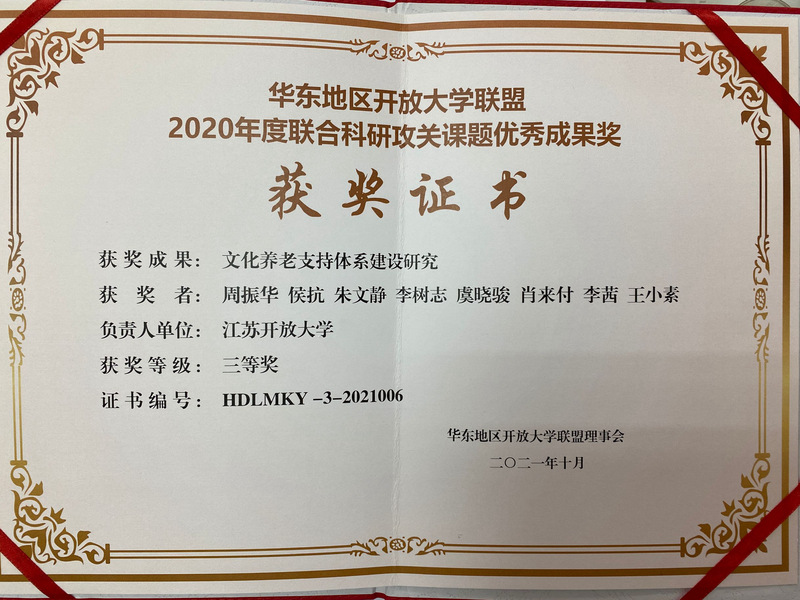 华东地区开放大学联盟
2020年度联合科研攻关课题优秀成果奖
获奖证书
获奖成果：文化养老支持体系建设研究
获奖者：周振华 侯抗 朱文静 李树志 虞晓骏 肖来付 李茜 王小素
负责人单位：江苏开放大学
获奖等级：三等奖
证书编号：HDLMKY -3-2021006
华东地区开放大学联盟理事会
二〇二一年十月